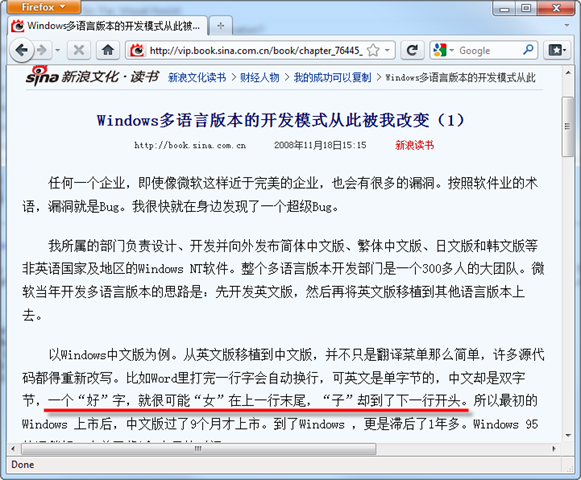 Firefox
Windows多语言版本的开发模式从此被我改变...
http://vip.book.sina.com.cn/book/chapter_76445_
Google
sina 新浪文化·读书 新浪文化读书 > 财经人物 > 我的成功可以复制 > Windows多语言版本的开发模式从此
Windows多语言版本的开发模式从此被我改变（1）
http://book.sina.com.cn 2008年11月18日15:15 新浪读书
任何一个企业，即使像微软这样近于完美的企业，也会有很多的漏洞。按照软件业的术
语，漏洞就是Bug。我很快就在身边发现了一个超级Bug。
我所属的部门负责设计、开发并向外发布简体中文版、繁体中文版、日文版和韩文版等
非英语国家及地区的Windows NT软件。整个多语言版本开发部门是一个300多人的大团队。微
软当年开发多语言版本的思路是：先开发英文版，然后再将英文版移植到其他语言版本上
去。
以Windows中文版为例。从英文版移植到中文版，并不只是翻译菜单那么简单，许多源代
码都得重新改写。比如Word里打完一行字会自动换行，可英文是单字节的，中文却是双字
节，一个“好”字，就很可能“女”在上一行末尾，“子”却到了下一行开头。所以最初的
Windows 上市后，中文版过了9个月才上市。到了Windows ，更是滞后了1年多。Windows 95
Done